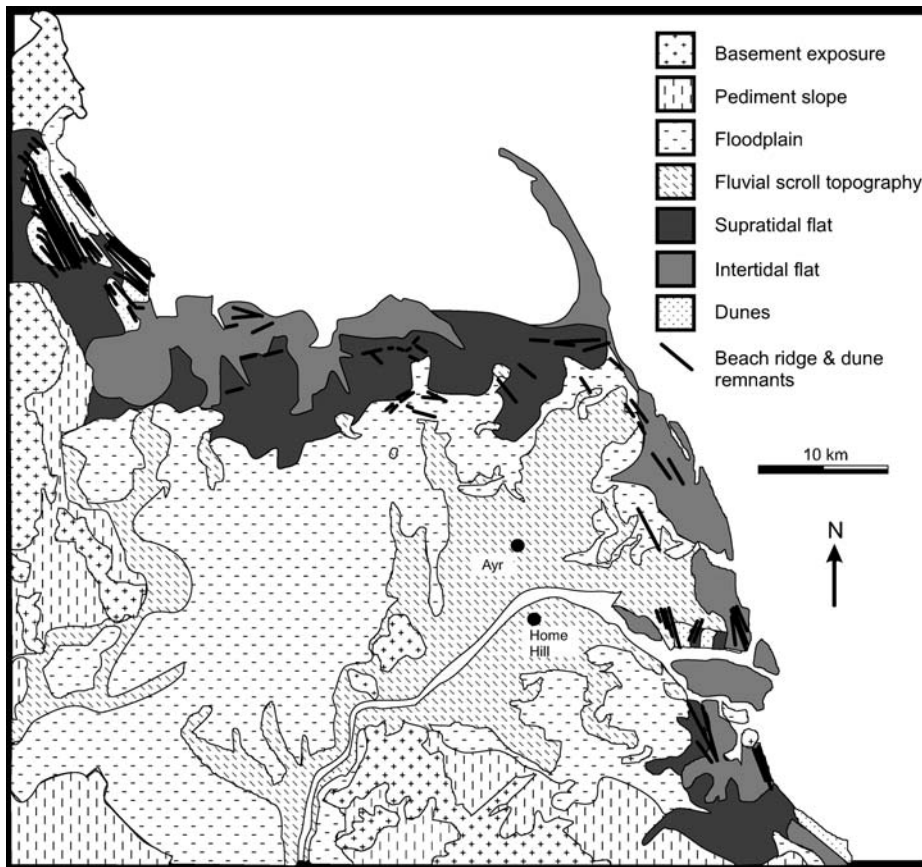 Basement exposure
Pediment slope
Floodplain
Fluvial scroll topography
Supratidal flat
Intertidal flat
Dunes
Beach ridge & dune
remnants
10 km
N
Ayr
Home
Hill